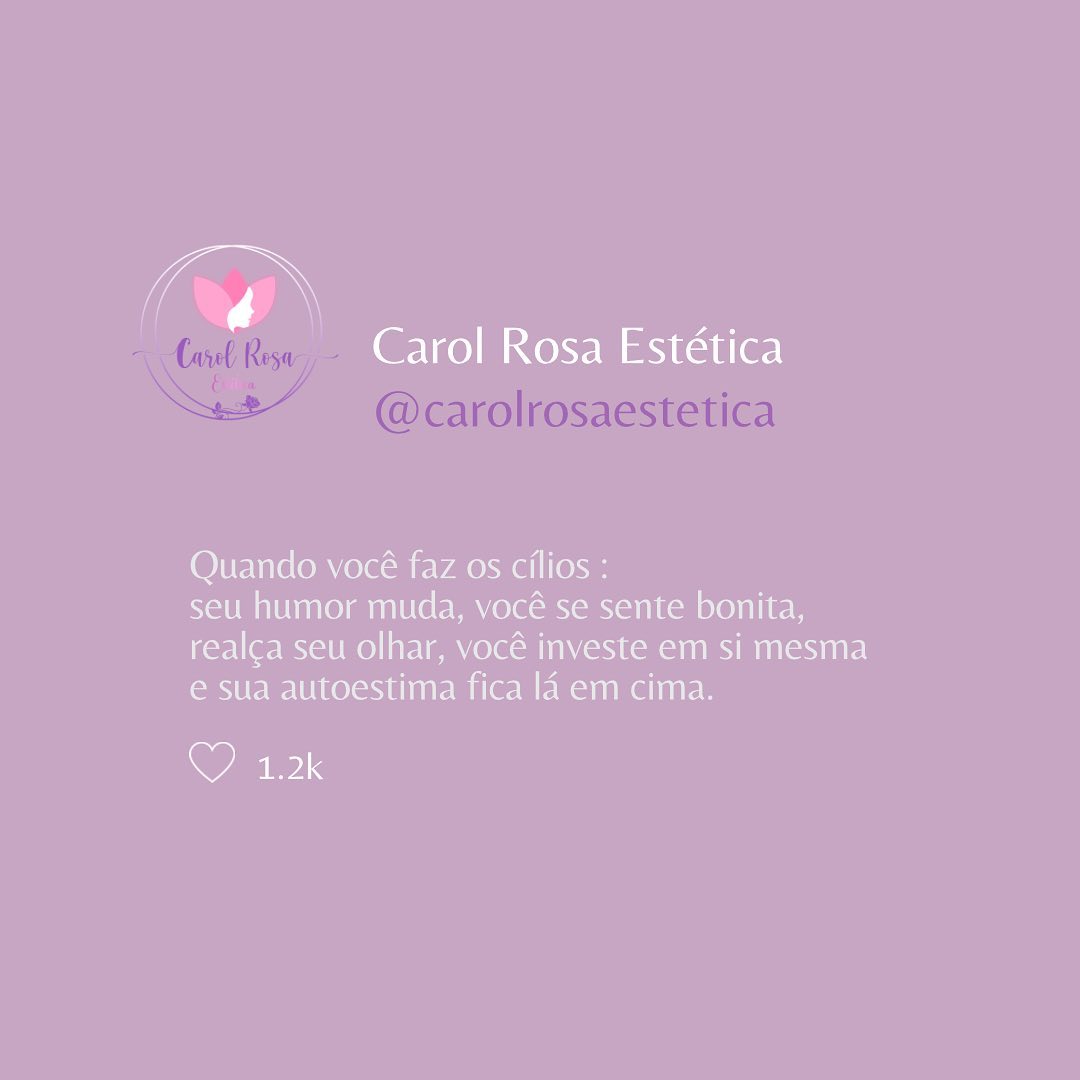 Carol Rosa
Estética
Carol Rosa Estética
@carolrosaestetica
Quando você faz os cílios :
seu humor muda, você se sente bonita,
realça seu olhar, você investe em si mesma
e sua autoestima fica lá em cima.
1.2k